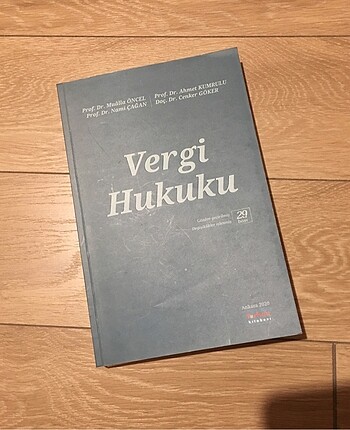 Prof. Dr. Mualla ÖNCEL
Prof. Dr. Nami ÇAĞAN
Prof. Dr. Ahmet KUMRULU
Doç. Dr. Cenker GÖKER
Vergi
Hukuku
29
Ankara 2020
kitabevi